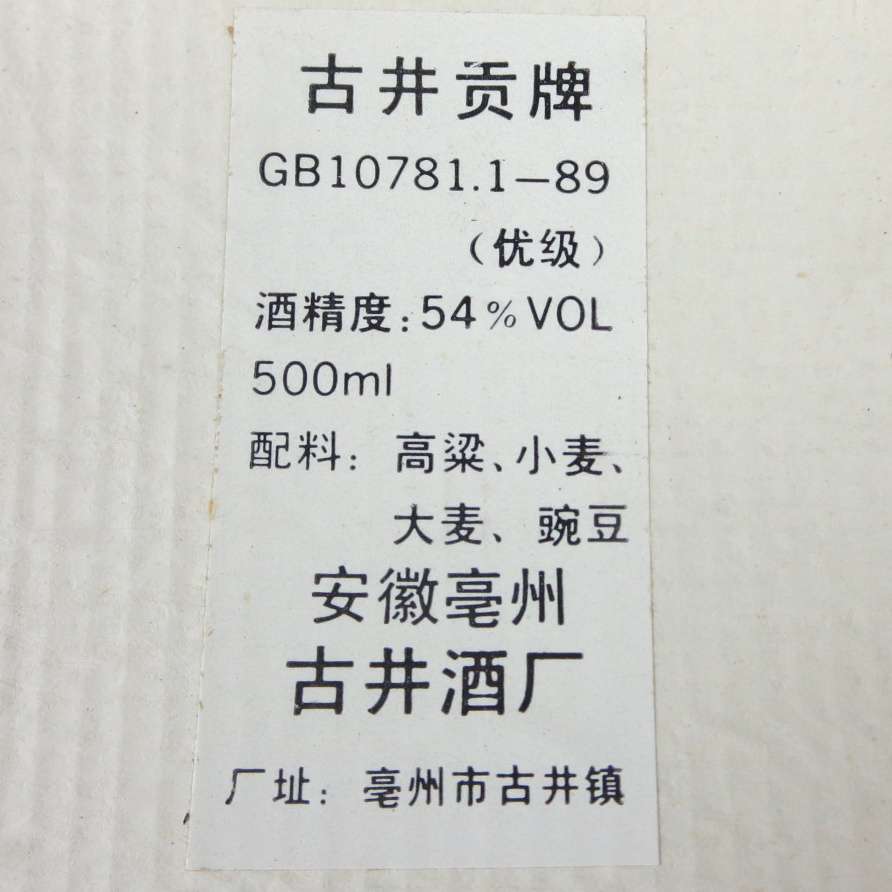 古井贡牌
GB10781.1—89
（优级）
酒精度:54%VOL
500ml
配料: 高粱、小麦、
大麦、豌豆
安徽亳州
古井酒厂
厂址: 亳州市古井镇